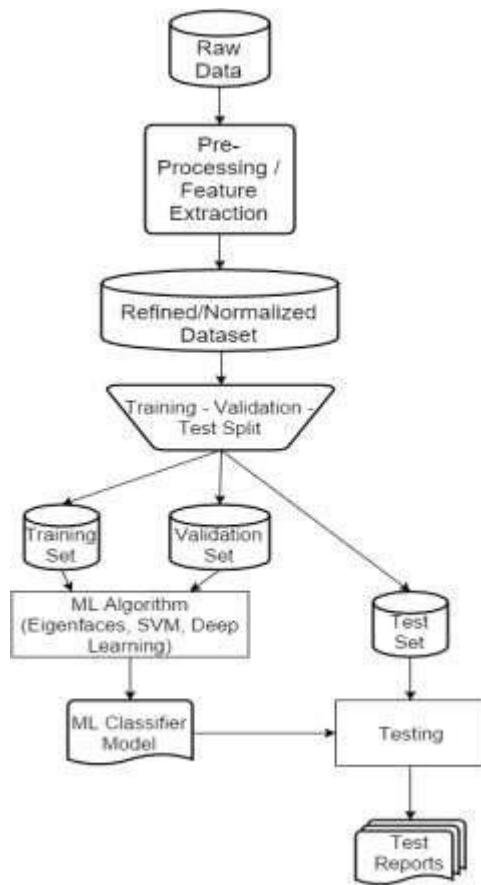 Raw
Data
Pre-
Processing /
Feature
Extraction
Refined/Normalized
Dataset
Training - Validation -
Test Split
Training
Set
Validation
Set
ML Algorithm
(Eigenfaces, SVM, Deep
Learning)
Test
Set
ML Classifier
Model
Testing
Test
Reports